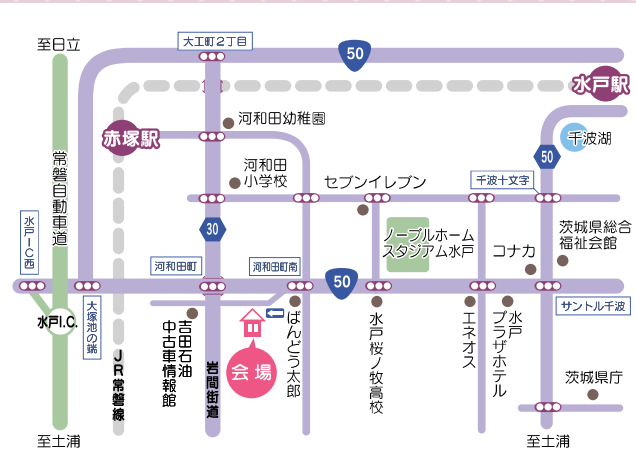 至日立
大工町2丁目
50
水戸駅
赤塚駅
河和田幼稚園
千波湖
50
常磐自動車道
河和田
小学校
セブンイレブン
千波十文字
水戸IC西
30
ノーブルホーム
スタジアム水戸
茨城県総合
福祉会館
コナカ
河和田町
河和田町南
50
サントル千波
水戸I.C.
大塚池の端
吉田石油
中古車情報館
ばんどう太郎
水戸桜ノ牧高校
エネオス
水戸
プラザホテル
JR常磐線
岩間街道
会場
茨城県庁
至土浦
至土浦